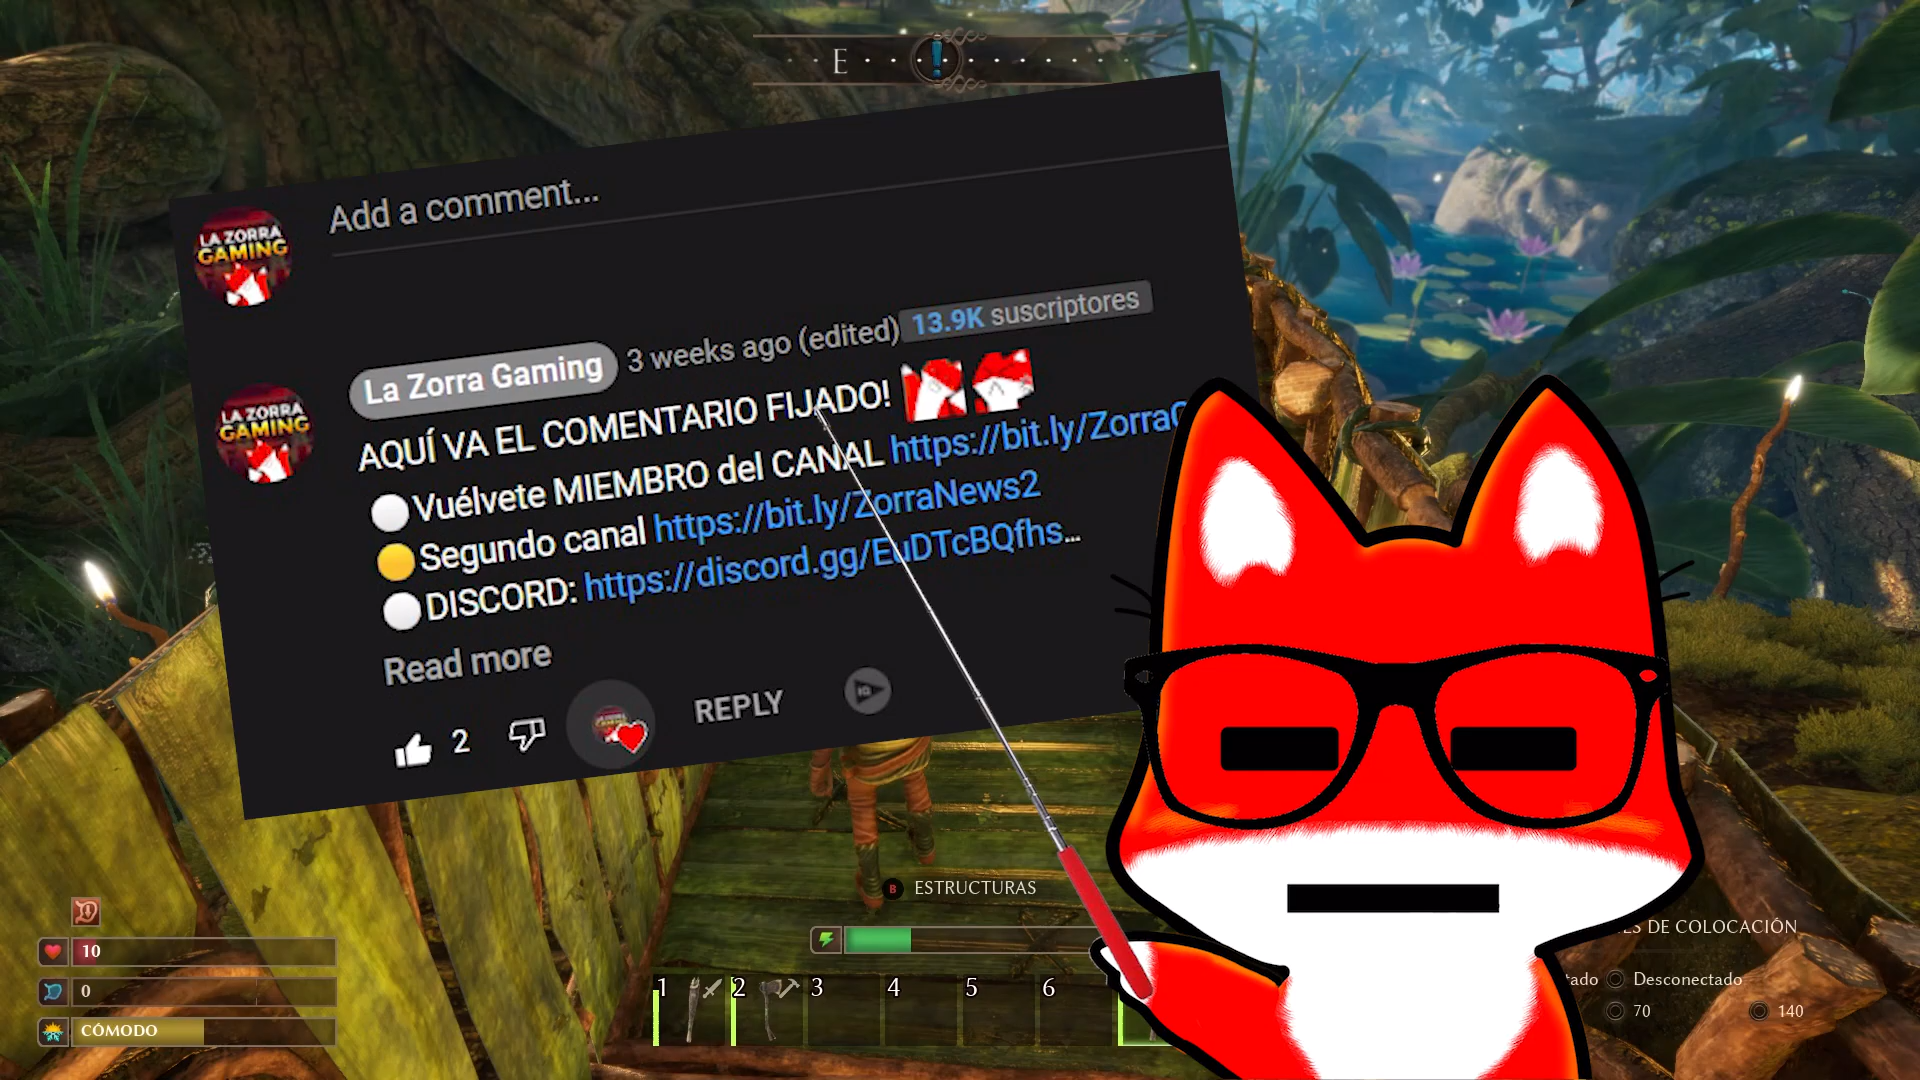 E
Add a comment...
LA ZORRA
GAMING
La Zorra Gaming 3 weeks ago (edited) 13.9K suscriptores
LA ZORRA
GAMING
AQUÍ VA EL COMENTARIO FIJADO!
Vuélvete MIEMBRO del CANAL https://bit.ly/Zorra
Segundo canal https://bit.ly/ZorraNews2
DISCORD: https://discord.gg/EuDTcBQfhs...
Read more
2 REPLY
B ESTRUCTURAS
10
0
CÓMODO
1 2 3 4 5 6
ES DE COLOCACIÓN
tado Desconectado
70 140